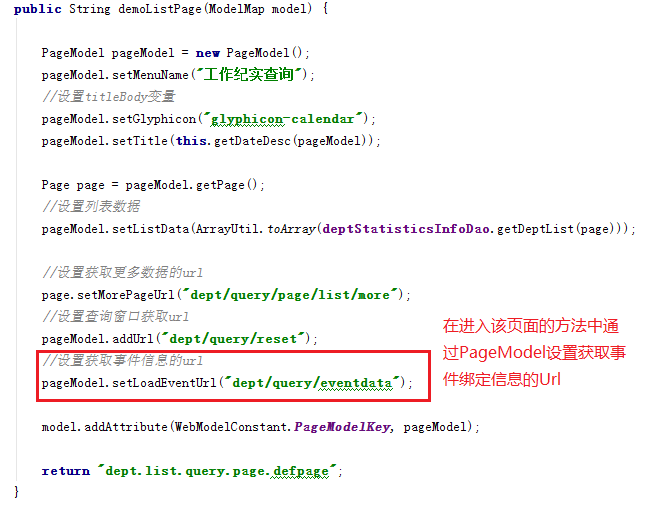 public String demoListPage(ModelMap model) {
PageModel pageModel = new PageModel();
pageModel.setMenuName("工作纪实查询");
//设置titleBody变量
pageModel.setGlyphicon("glyphicon-calendar");
pageModel.setTitle(this.getDateDesc(pageModel));
Page page = pageModel.getPage();
//设置列表数据
pageModel.setListData(ArrayUtil.toArray(deptStatisticsInfoDao.getDeptList(page)));
//设置获取更多数据的url
page.setMorePageUrl("dept/query/page/list/more");
//设置查询窗口获取url
pageModel.addUrl("dept/query/reset");
//设置获取事件信息的url
pageModel.setLoadEventUrl("dept/query/eventdata");
在进入该页面的方法中通
过PageModel设置获取事
件绑定信息的Url
model.addAttribute(WebModelConstant.PageModelKey, pageModel);
return "dept.list.query.page.defpage";
}